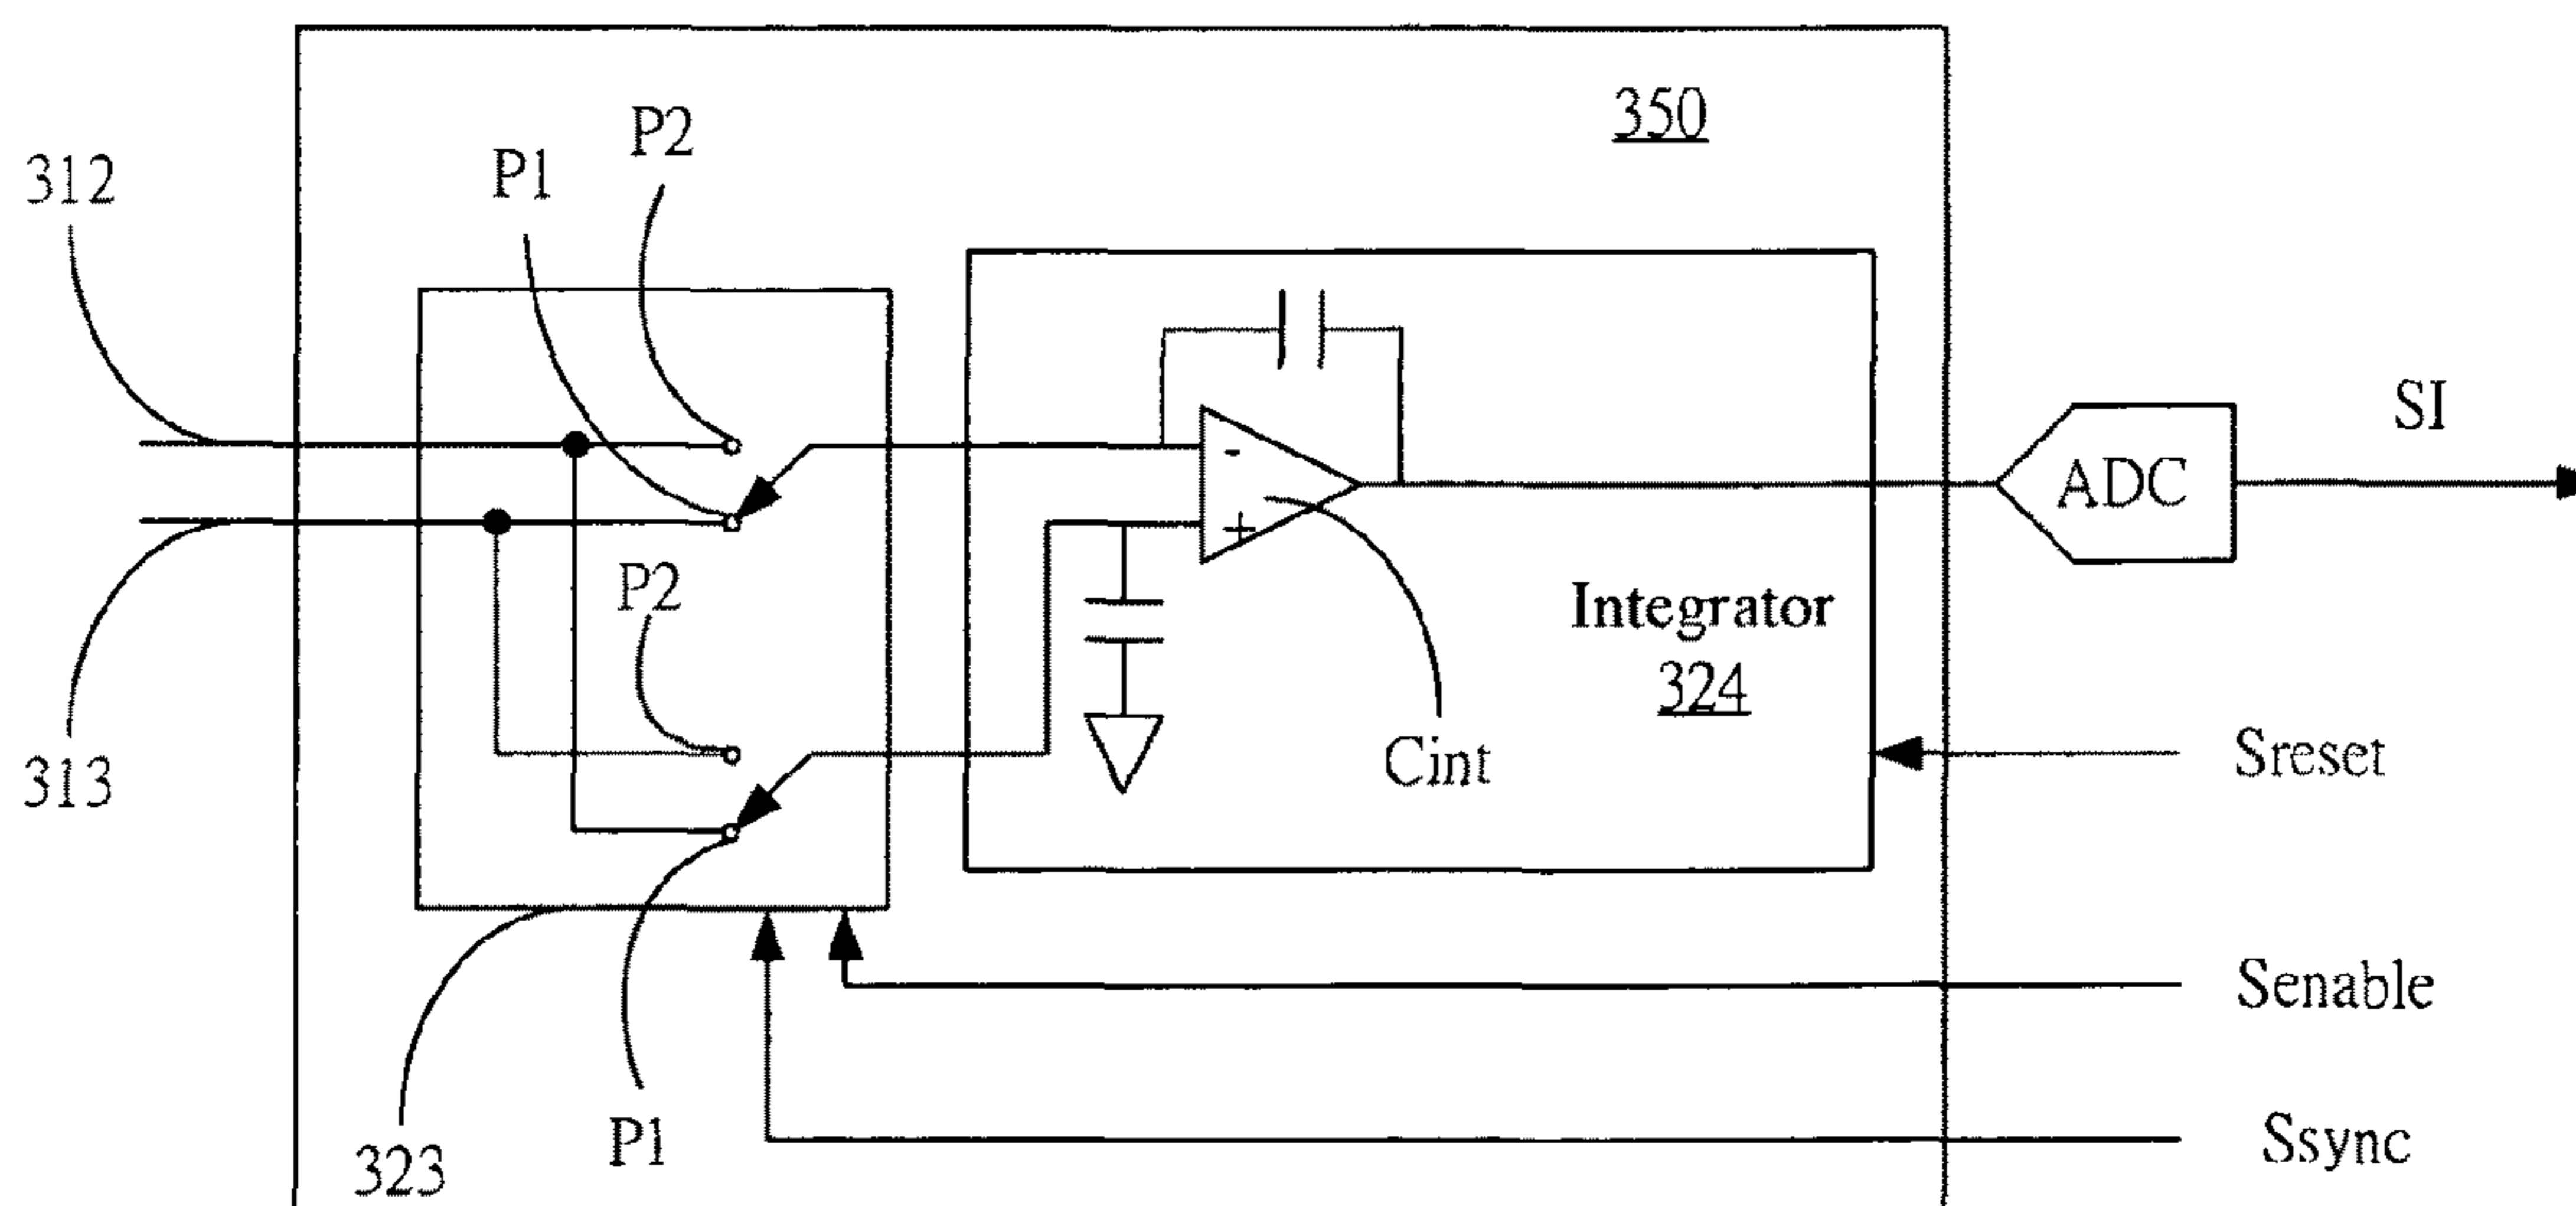 350
P2
P1
312
SI
-
ADC
+
P2
Integrator
324
Cint
Sreset
313
Senable
P1
Ssync
323